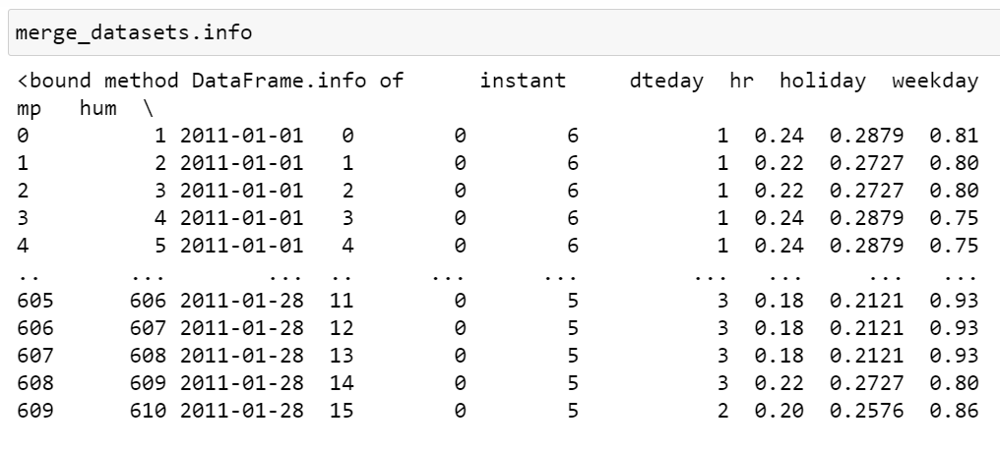 merge_datasets.info
<bound method DataFrame.info of      instant     dteday  hr  holiday  weekday
mp   hum  \
0          1 2011-01-01   0        0        6           1  0.24  0.2879  0.81
1          2 2011-01-01   1        0        6           1  0.22  0.2727  0.80
2          3 2011-01-01   2        0        6           1  0.22  0.2727  0.80
3          4 2011-01-01   3        0        6           1  0.24  0.2879  0.75
4          5 2011-01-01   4        0        6           1  0.24  0.2879  0.75
..       ...        ...  ..      ...      ...         ...   ...     ...   ...
605      606 2011-01-28  11        0        5           3  0.18  0.2121  0.93
606      607 2011-01-28  12        0        5           3  0.18  0.2121  0.93
607      608 2011-01-28  13        0        5           3  0.18  0.2121  0.93
608      609 2011-01-28  14        0        5           3  0.22  0.2727  0.80
609      610 2011-01-28  15        0        5           2  0.20  0.2576  0.86